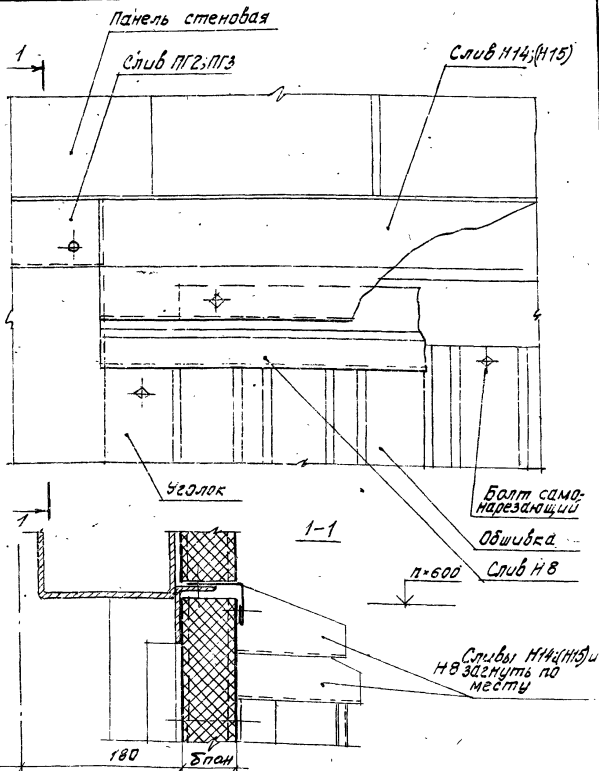 Панель стеновая
1
Слив ПГ2;ПГ3
Слив Н14;(Н15)
Уголок
Болт само-
нарезающий
Обшивка
Слив Н8
1
1-1
п×600
Сливы Н14;(Н15)и
Н8 загнуть по
месту
180
δпан